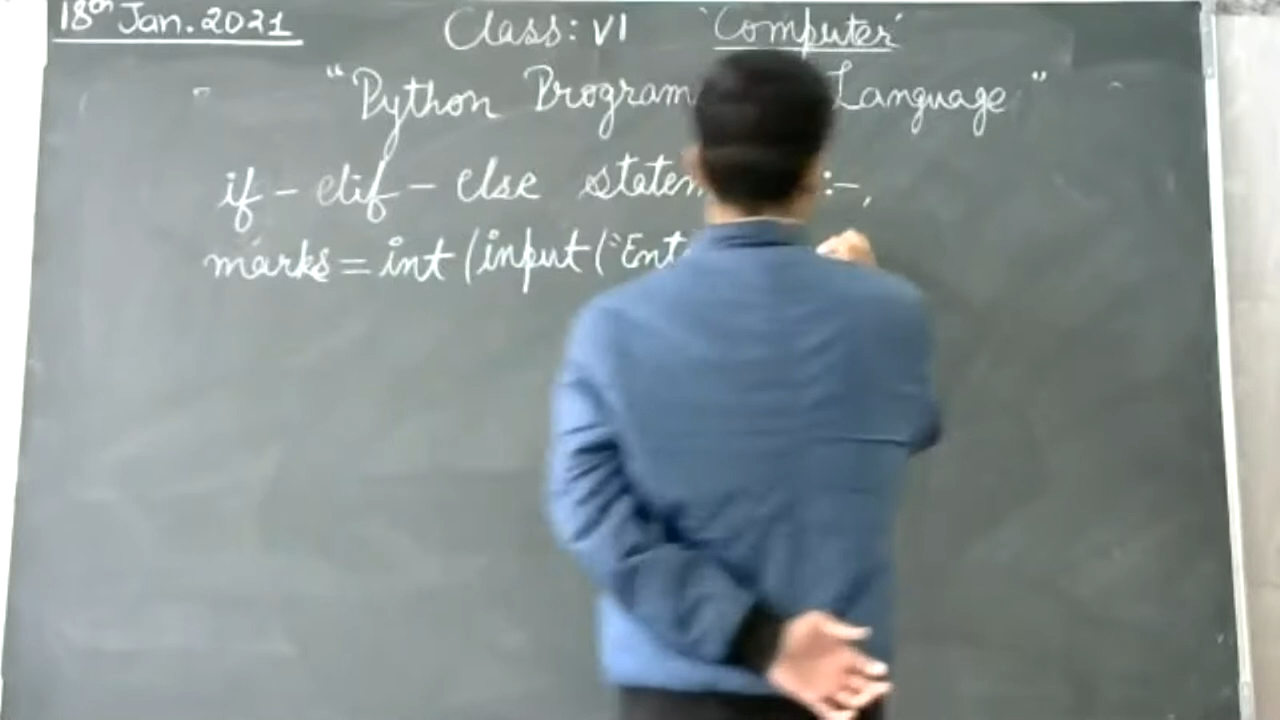 18th Jan. 2021 Class: VI 'Computer'
"Python Program Language"
if - elif - else statem :-,
marks = int (input ("Ent